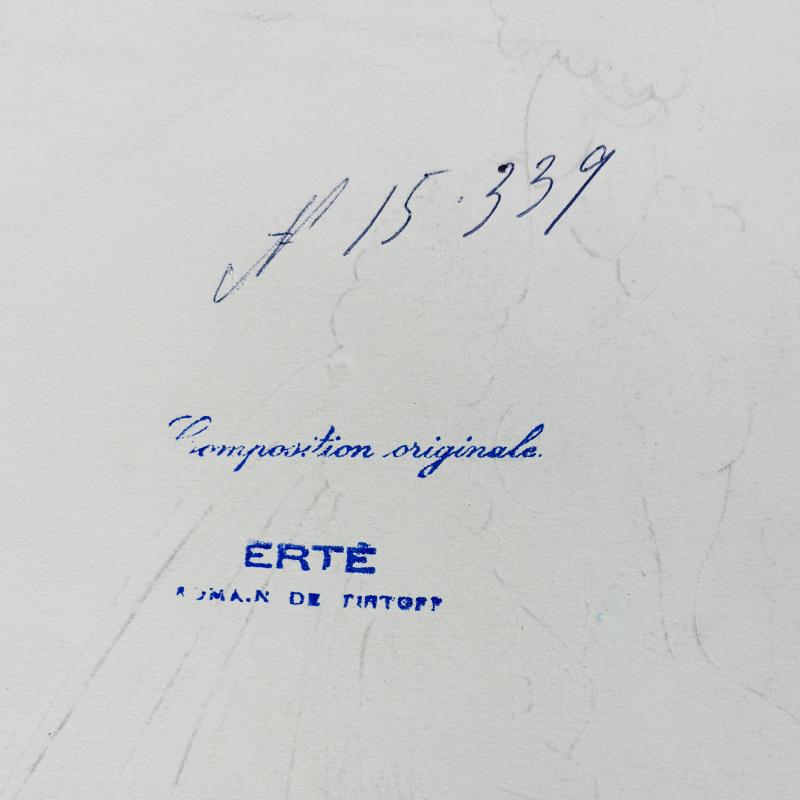 N° 15.339
Composition originale.
ERTÉ
ROMAIN DE TIRTOFF